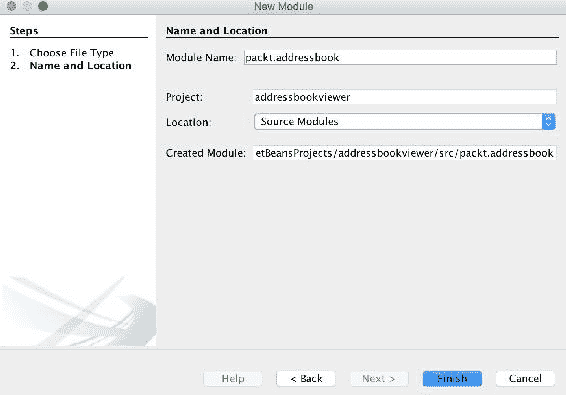 New Module
Steps
1. Choose File Type
2. Name and Location
Name and Location
Module Name: packt.addressbook
Project: addressbookviewer
Location: Source Modules
Created Module: etBeansProjects/addressbookviewer/src/packt.addressbook
Help < Back Next > Finish Cancel